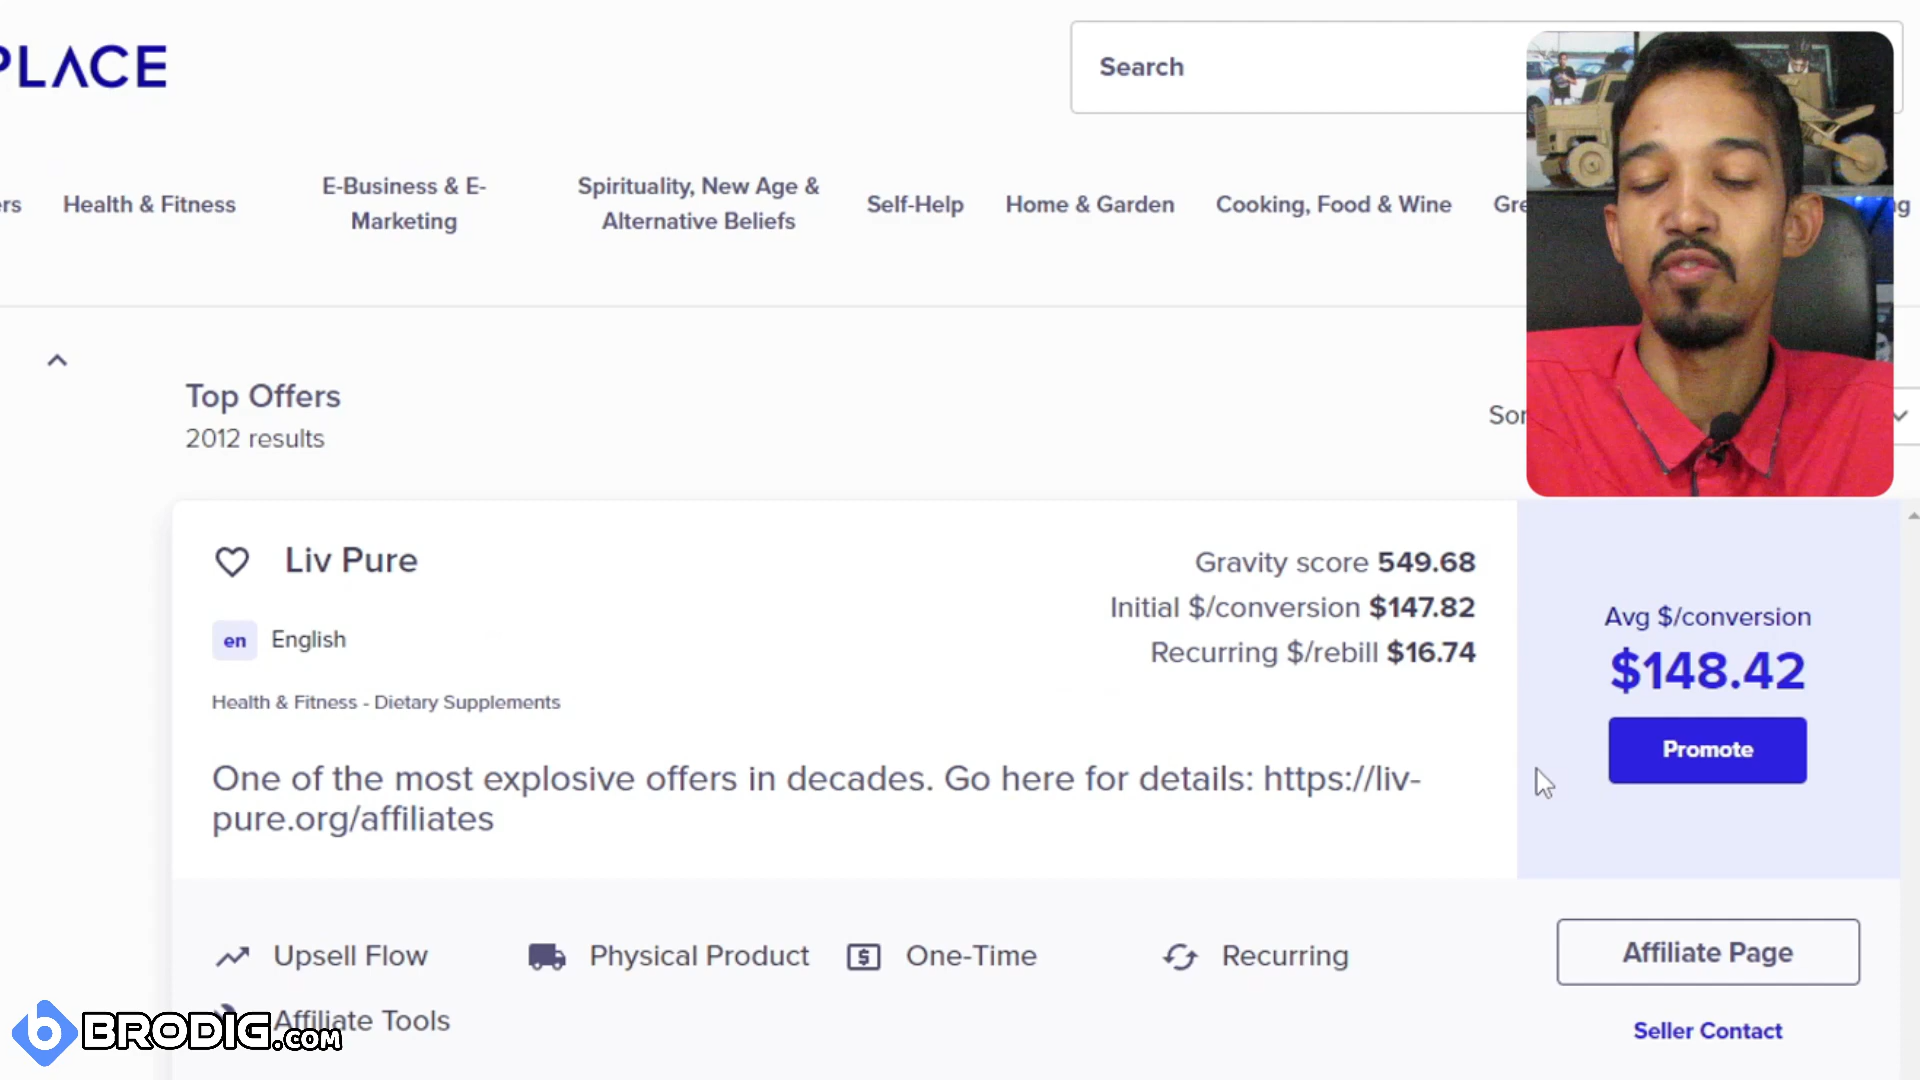 PLACE
Search
Health & Fitness
E-Business & E-
Marketing
Spirituality, New Age &
Alternative Beliefs
Self-Help
Home & Garden
Cooking, Food & Wine
Top Offers
2012 results
Liv Pure
en English
Health & Fitness - Dietary Supplements
Gravity score 549.68
Initial $/conversion $147.82
Recurring $/rebill $16.74
Avg $/conversion
$148.42
Promote
One of the most explosive offers in decades. Go here for details: https://liv-
pure.org/affiliates
Upsell Flow
Physical Product
One-Time
Recurring
Affiliate Tools
Affiliate Page
Seller Contact
BRODIG.COM